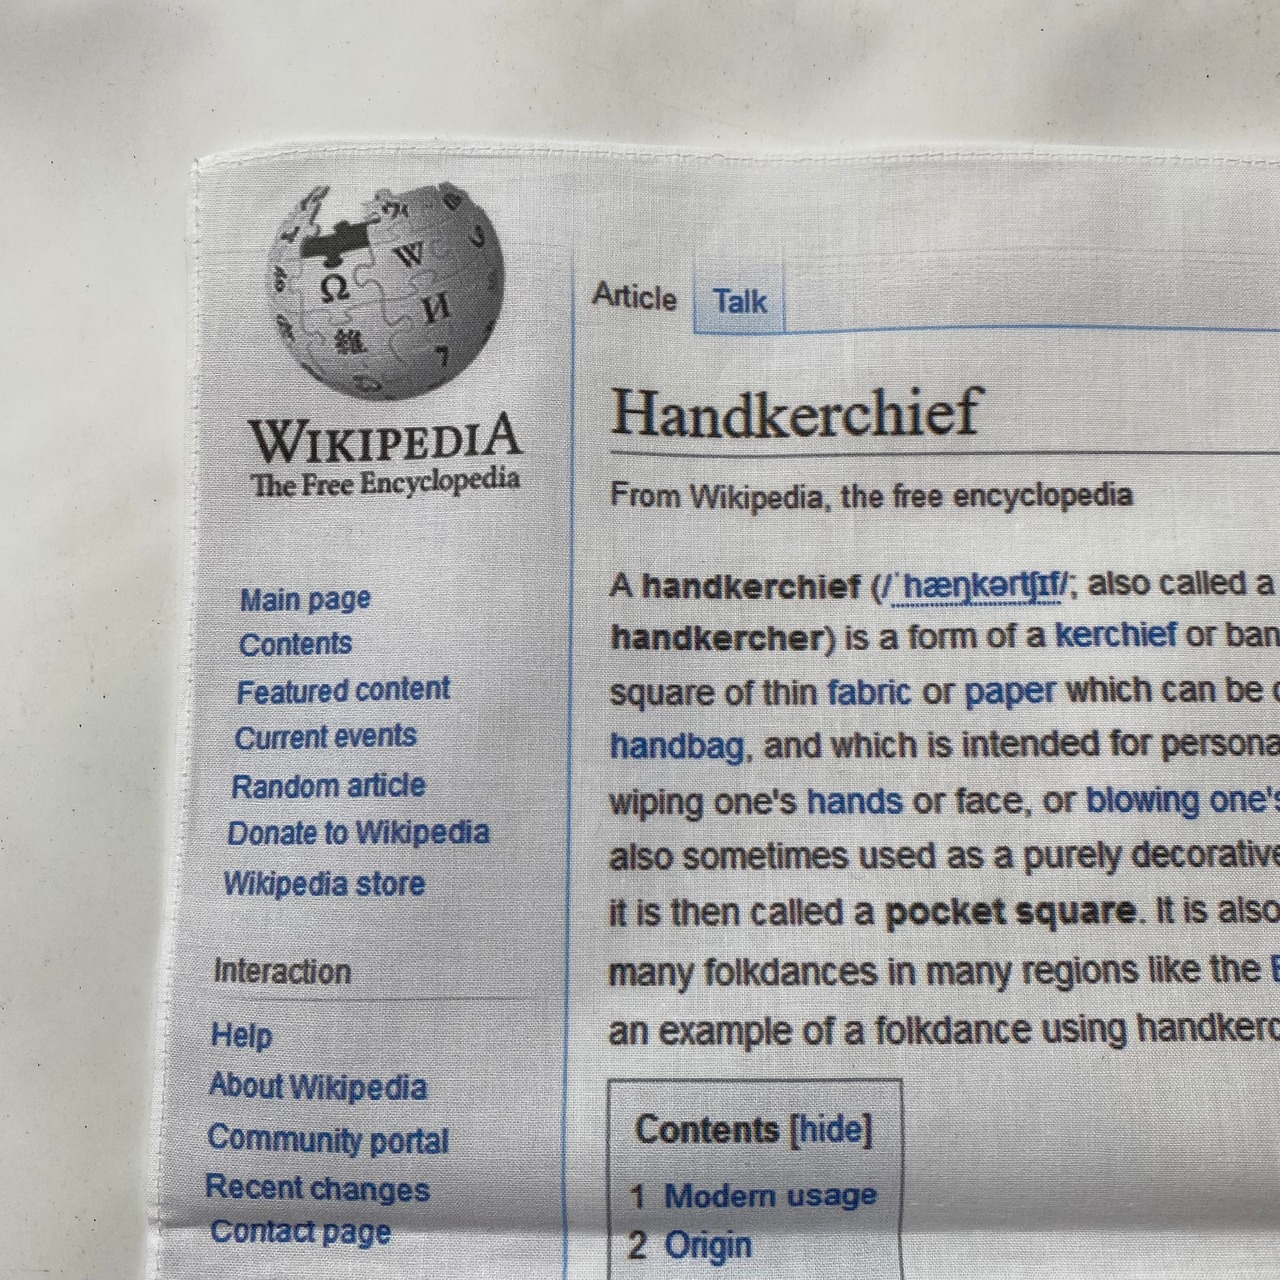 Ω
W
И
維
7
WIKIPEDIA
The Free Encyclopedia
Main page
Contents
Featured content
Current events
Random article
Donate to Wikipedia
Wikipedia store
Interaction
Help
About Wikipedia
Community portal
Recent changes
Contact page
Article Talk
Handkerchief
From Wikipedia, the free encyclopedia
A handkerchief (/ˈhæŋkərtʃɪf/; also called a
handkercher) is a form of a kerchief or ban
square of thin fabric or paper which can be
handbag, and which is intended for persona
wiping one's hands or face, or blowing one's
also sometimes used as a purely decorative
it is then called a pocket square. It is also
many folkdances in many regions like the
an example of a folkdance using handkerc
Contents [hide]
1 Modern usage
2 Origin